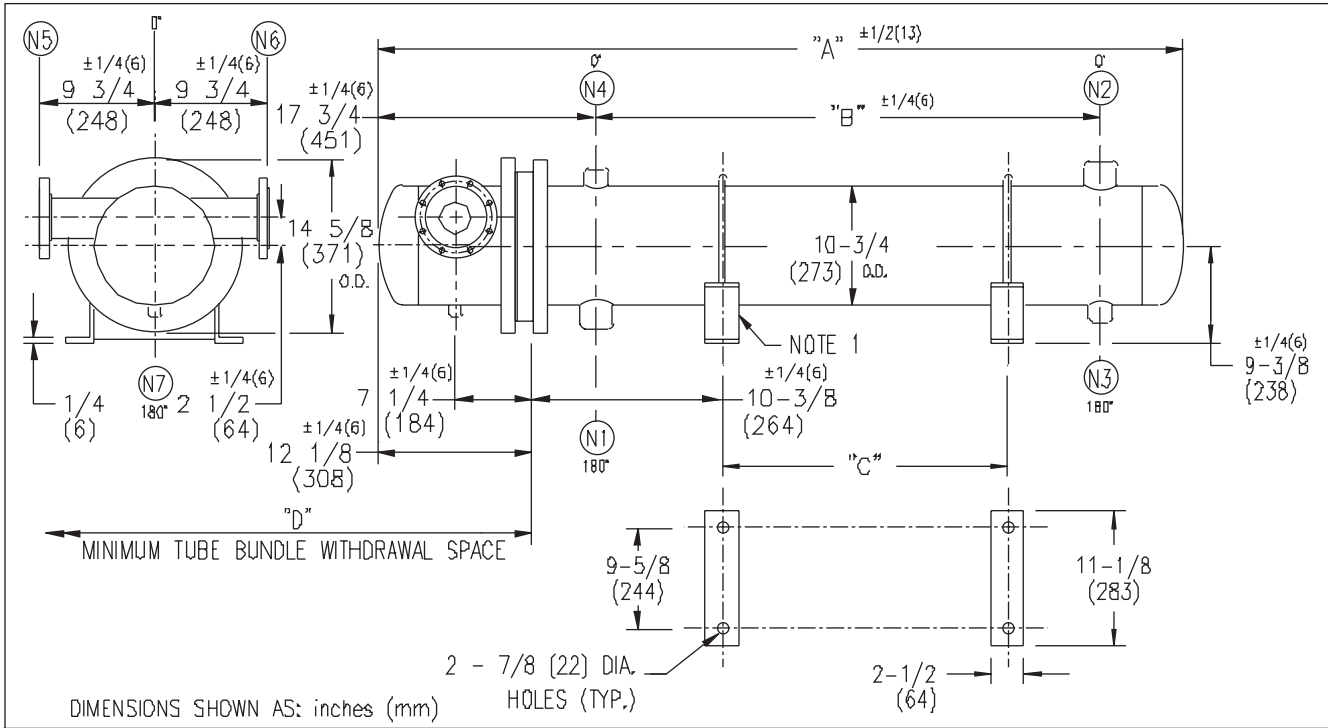 N5
0°
N6
±1/4(6)
9 3/4
(248)
±1/4(6)
9 3/4
(248)
"A" ±1/2(13)
±1/4(6)
17 3/4
(451)
0°
N4
"B" ±1/4(6)
0°
N2
14 5/8
(371)
O.D.
10-3/4
(273) O.D.
NOTE 1
±1/4(6)
9-3/8
(238)
1/4
(6)
N7
180°
±1/4(6)
2 1/2
(64)
±1/4(6)
7 1/4
(184)
±1/4(6)
10-3/8
(264)
N3
180°
±1/4(6)
12 1/8
(308)
N1
180°
"C"
"D"
MINIMUM TUBE BUNDLE WITHDRAWAL SPACE
9-5/8
(244)
11-1/8
(283)
2 - 7/8 (22) DIA.
HOLES (TYP.)
2-1/2
(64)
DIMENSIONS SHOWN AS: inches (mm)